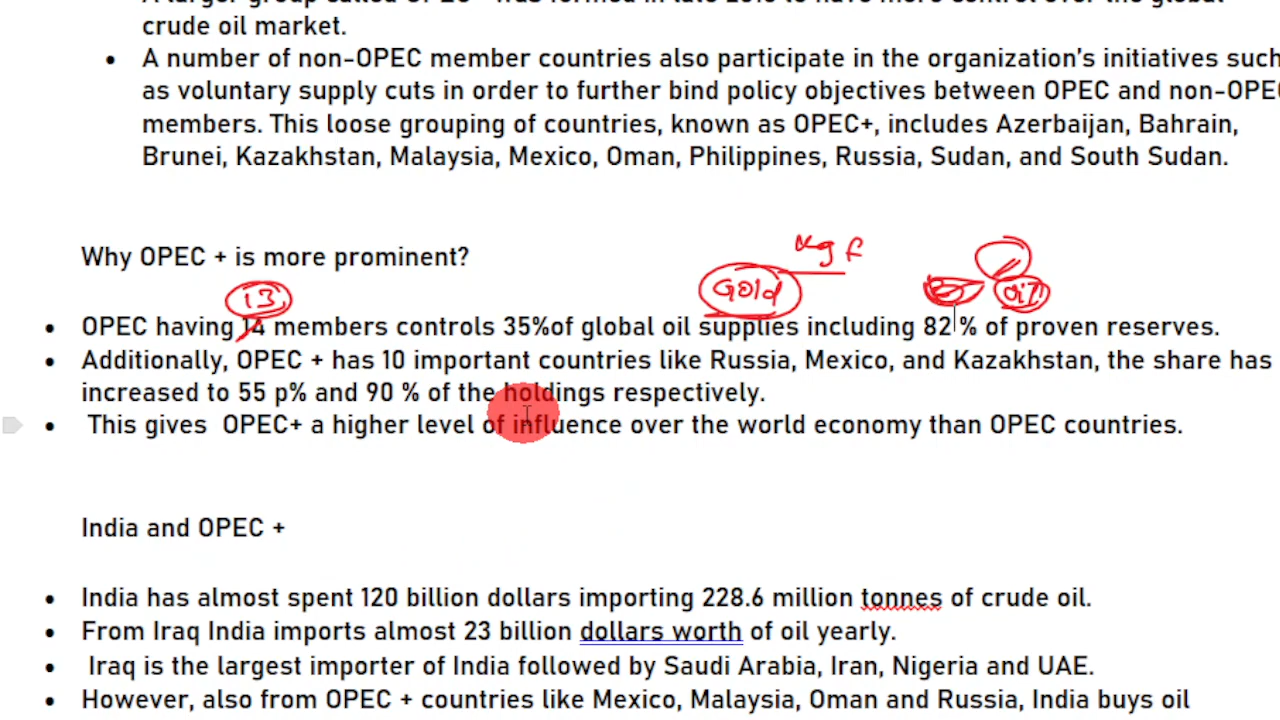 crude oil market.
• A number of non-OPEC member countries also participate in the organization's initiatives such
as voluntary supply cuts in order to further bind policy objectives between OPEC and non-OPEC
members. This loose grouping of countries, known as OPEC+, includes Azerbaijan, Bahrain,
Brunei, Kazakhstan, Malaysia, Mexico, Oman, Philippines, Russia, Sudan, and South Sudan.
Why OPEC + is more prominent?
13
Gold
oil
• OPEC having 14 members controls 35%of global oil supplies including 82 % of proven reserves.
• Additionally, OPEC + has 10 important countries like Russia, Mexico, and Kazakhstan, the share has
increased to 55 p% and 90 % of the holdings respectively.
• This gives OPEC+ a higher level of influence over the world economy than OPEC countries.
India and OPEC +
• India has almost spent 120 billion dollars importing 228.6 million tonnes of crude oil.
• From Iraq India imports almost 23 billion dollars worth of oil yearly.
• Iraq is the largest importer of India followed by Saudi Arabia, Iran, Nigeria and UAE.
• However, also from OPEC + countries like Mexico, Malaysia, Oman and Russia, India buys oil